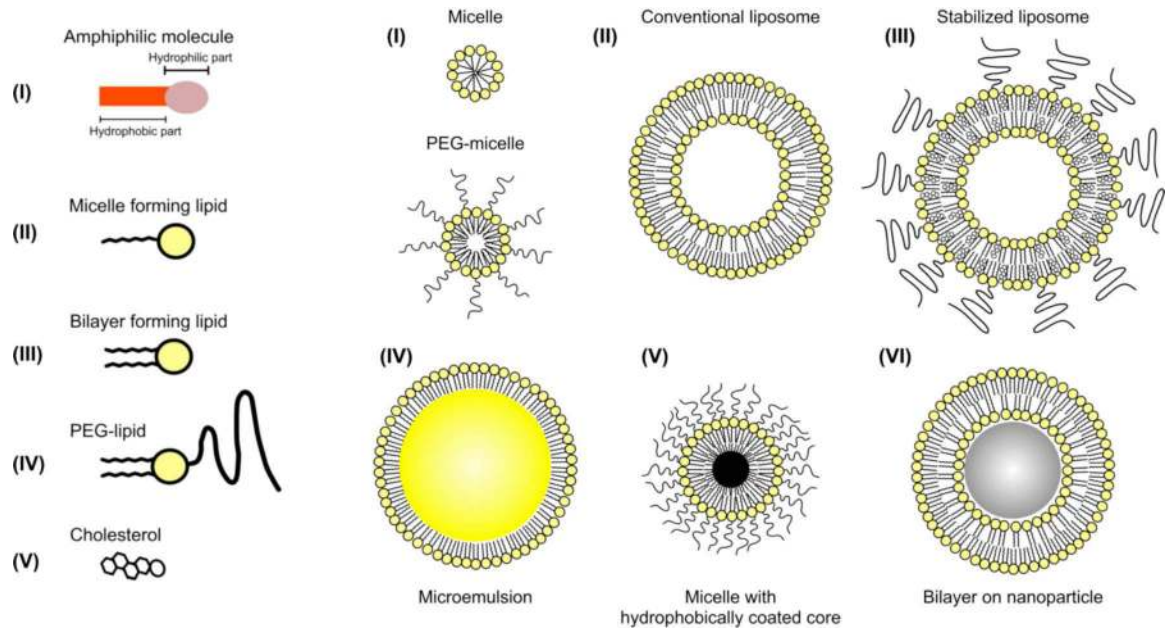 Amphiphilic molecule
Hydrophilic part
(I)
Hydrophobic part
Micelle forming lipid
(II)
Bilayer forming lipid
(III)
PEG-lipid
(IV)
Cholesterol
(V)
Micelle
(I)
PEG-micelle
Conventional liposome
(II)
Stabilized liposome
(III)
(IV)
Microemulsion
(V)
Micelle with
hydrophobically coated core
(VI)
Bilayer on nanoparticle